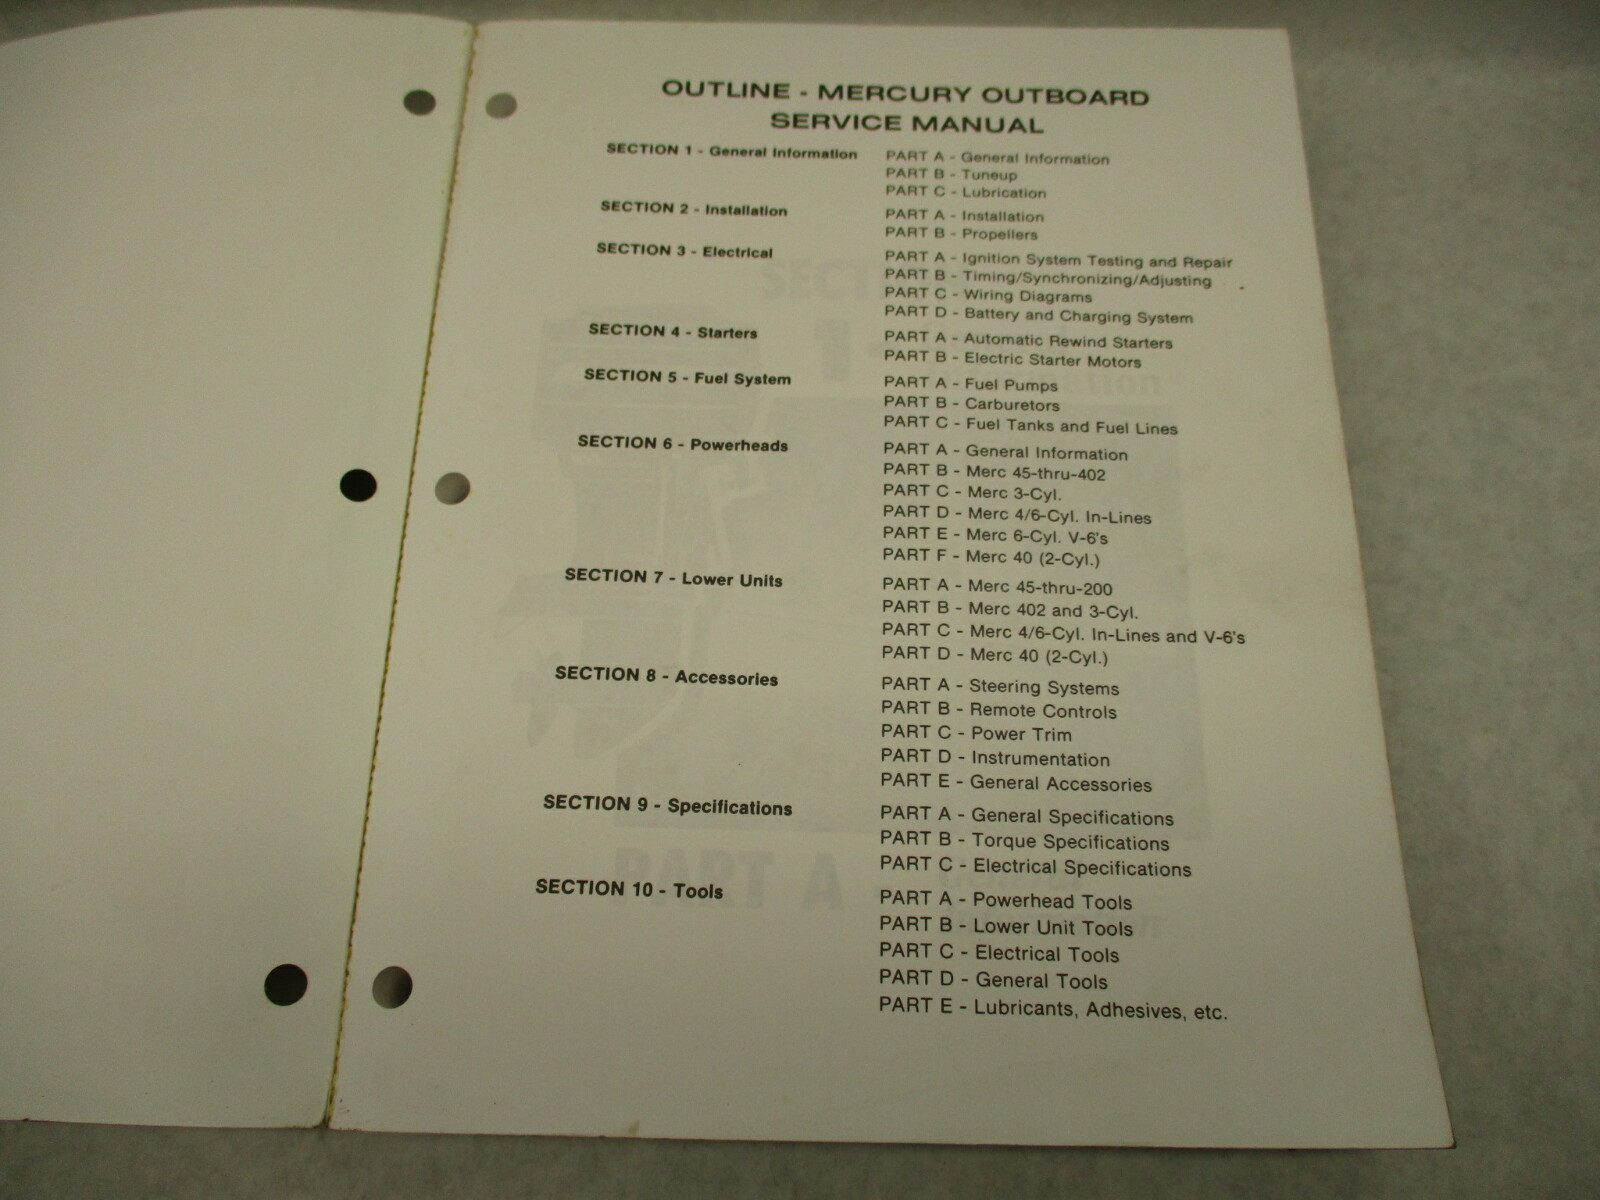 OUTLINE - MERCURY OUTBOARD
SERVICE MANUAL
SECTION 1 - General Information
PART A - General Information
PART B - Tuneup
PART C - Lubrication
SECTION 2 - Installation
PART A - Installation
PART B - Propellers
SECTION 3 - Electrical
PART A - Ignition System Testing and Repair
PART B - Timing/Synchronizing/Adjusting
PART C - Wiring Diagrams
PART D - Battery and Charging System
SECTION 4 - Starters
PART A - Automatic Rewind Starters
PART B - Electric Starter Motors
SECTION 5 - Fuel System
PART A - Fuel Pumps
PART B - Carburetors
PART C - Fuel Tanks and Fuel Lines
SECTION 6 - Powerheads
PART A - General Information
PART B - Merc 45-thru-402
PART C - Merc 3-Cyl.
PART D - Merc 4/6-Cyl. In-Lines
PART E - Merc 6-Cyl. V-6's
PART F - Merc 40 (2-Cyl.)
SECTION 7 - Lower Units
PART A - Merc 45-thru-200
PART B - Merc 402 and 3-Cyl.
PART C - Merc 4/6-Cyl. In-Lines and V-6's
PART D - Merc 40 (2-Cyl.)
SECTION 8 - Accessories
PART A - Steering Systems
PART B - Remote Controls
PART C - Power Trim
PART D - Instrumentation
PART E - General Accessories
SECTION 9 - Specifications
PART A - General Specifications
PART B - Torque Specifications
PART C - Electrical Specifications
SECTION 10 - Tools
PART A - Powerhead Tools
PART B - Lower Unit Tools
PART C - Electrical Tools
PART D - General Tools
PART E - Lubricants, Adhesives, etc.
PART A